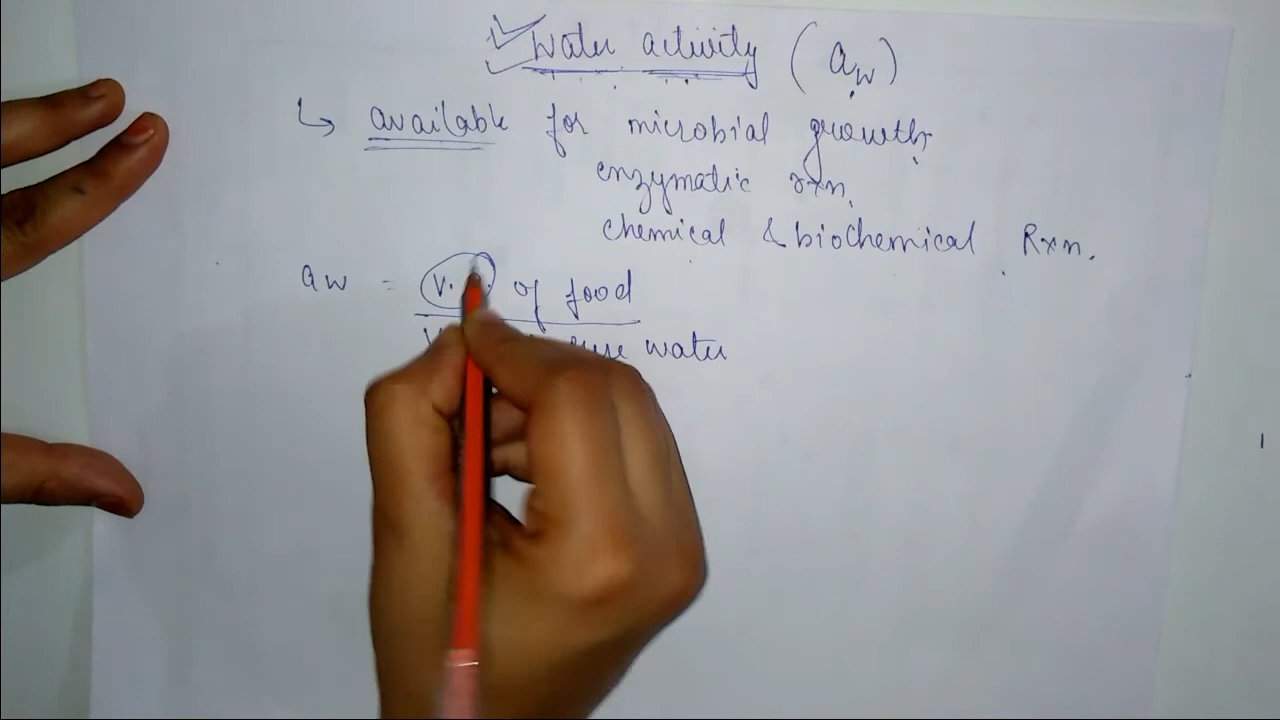 Water activity (aw)
↳ available for microbial growth
enzymatic rxn.
chemical & biochemical Rxn.
aw = V. of food
water